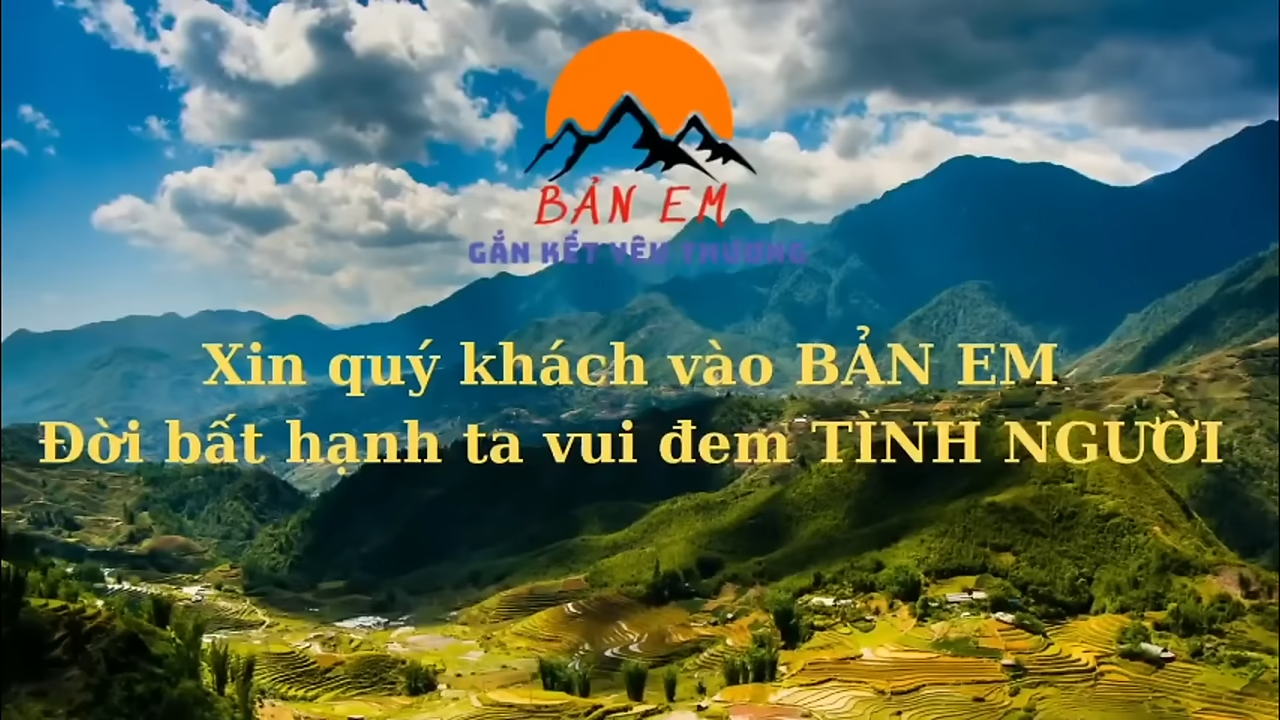 BẢN EM
GẮN KẾT YÊU THƯƠNG
Xin quý khách vào BẢN EM
Đời bất hạnh ta vui đem TÌNH NGƯỜI